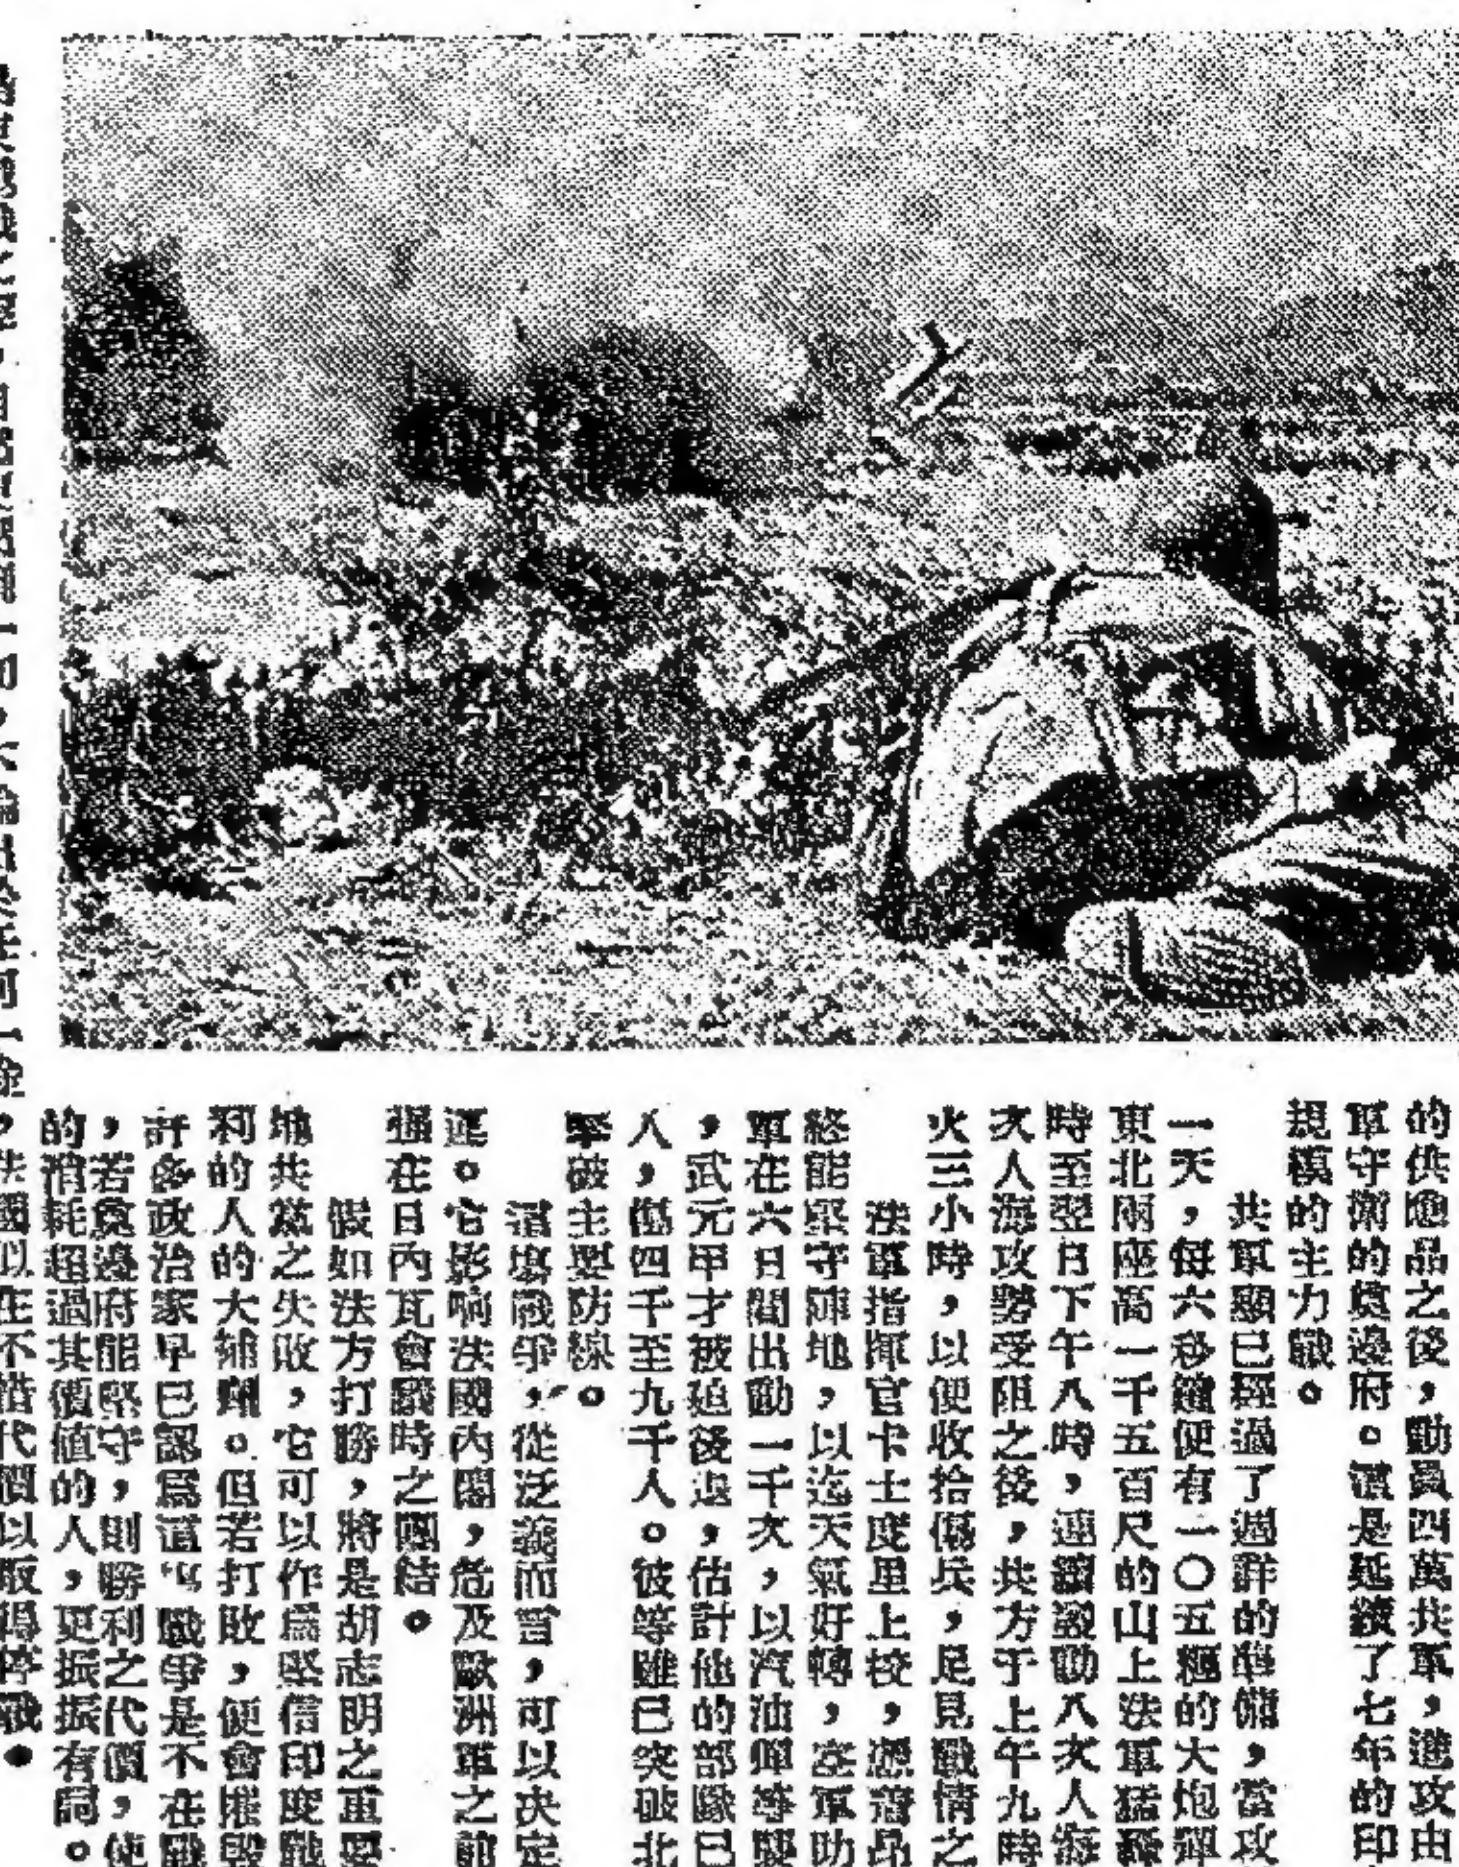 的供應品之後，動員四萬共軍，進攻由
軍守衛的奠邊府。這是延續了七年的印
規模的主力戰。
共軍顯已經過了週群的準備，當攻
一天，每六秒鐘便有一〇五糎的大炮彈
東北兩座高一千五百尺的山上法軍猛轟
時至翌日下午八時，連續發動八次人海
次人海攻勢受阻之後，共方于上午九時
火三小時，以便收拾傷兵，足見戰情之
法軍指揮官卡士度里上校，憑着昂
終能堅守陣地，以迄天氣好轉，空軍助
軍在六日間出動一千次，以汽油彈等襲
，武元甲才被迫後退，估計他的部隊已
人，傷四千至九千人。彼等雖已突破北
擊破主要防線。
這塲戰爭，從泛義而言，可以决定
運。它影响法國內閣，危及歐洲軍之前
強在日內瓦會議時之團結。
假如法方打勝，將是胡志明之重要
地共黨之失敗，它可以作爲堅信印度戰
利的人的大補劑。但若打敗，便會摧毀
許多政治家早已認爲這戰爭是不在戰
，若奠邊府能堅守，則勝利之代價，使
的消耗超過其價值的人，更振振有詞。
，法國似在不惜代價以取得停戰。